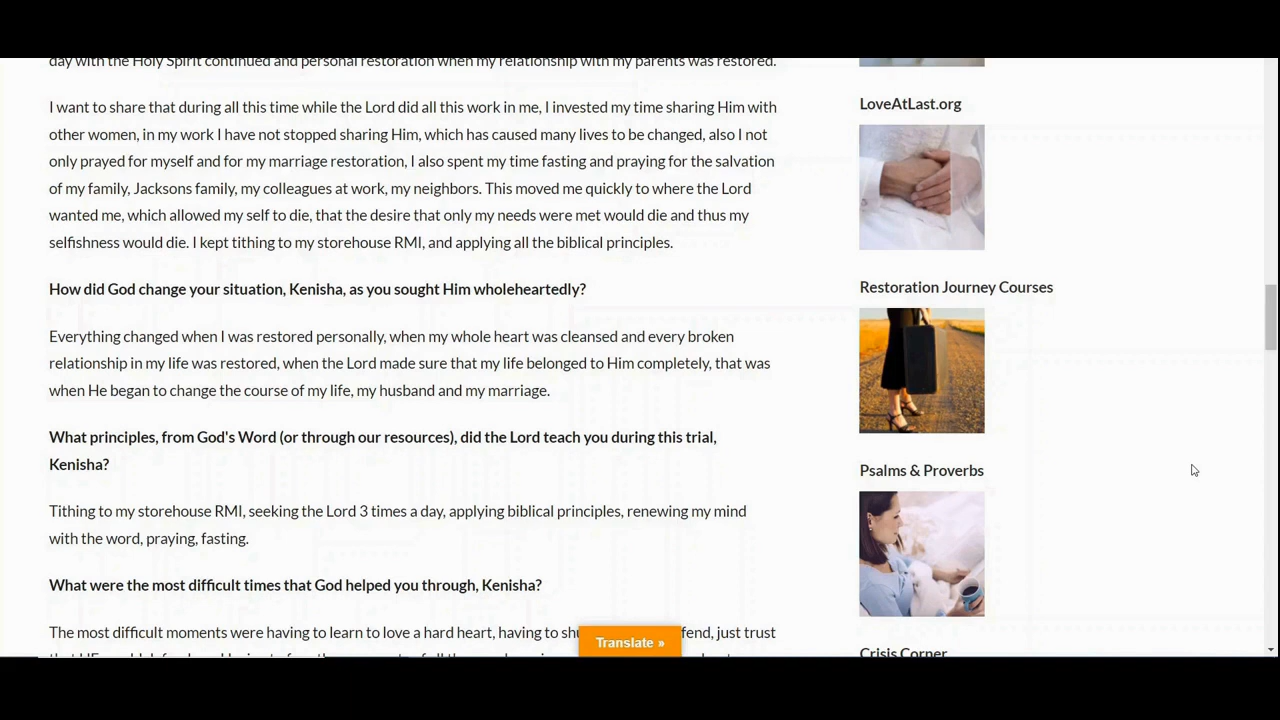 day with the Holy Spirit continued and personal restoration when my relationship with my parents was restored.
I want to share that during all this time while the Lord did all this work in me, I invested my time sharing Him with
other women, in my work I have not stopped sharing Him, which has caused many lives to be changed, also I not
only prayed for myself and for my marriage restoration, I also spent my time fasting and praying for the salvation
of my family, Jacksons family, my colleagues at work, my neighbors. This moved me quickly to where the Lord
wanted me, which allowed my self to die, that the desire that only my needs were met would die and thus my
selfishness would die. I kept tithing to my storehouse RMI, and applying all the biblical principles.
How did God change your situation, Kenisha, as you sought Him wholeheartedly?
Everything changed when I was restored personally, when my whole heart was cleansed and every broken
relationship in my life was restored, when the Lord made sure that my life belonged to Him completely, that was
when He began to change the course of my life, my husband and my marriage.
What principles, from God's Word (or through our resources), did the Lord teach you during this trial,
Kenisha?
Tithing to my storehouse RMI, seeking the Lord 3 times a day, applying biblical principles, renewing my mind
with the word, praying, fasting.
What were the most difficult times that God helped you through, Kenisha?
The most difficult moments were having to learn to love a hard heart, having to just trust
Translate »
LoveAtLast.org
Restoration Journey Courses
Psalms & Proverbs
Crisis Corner